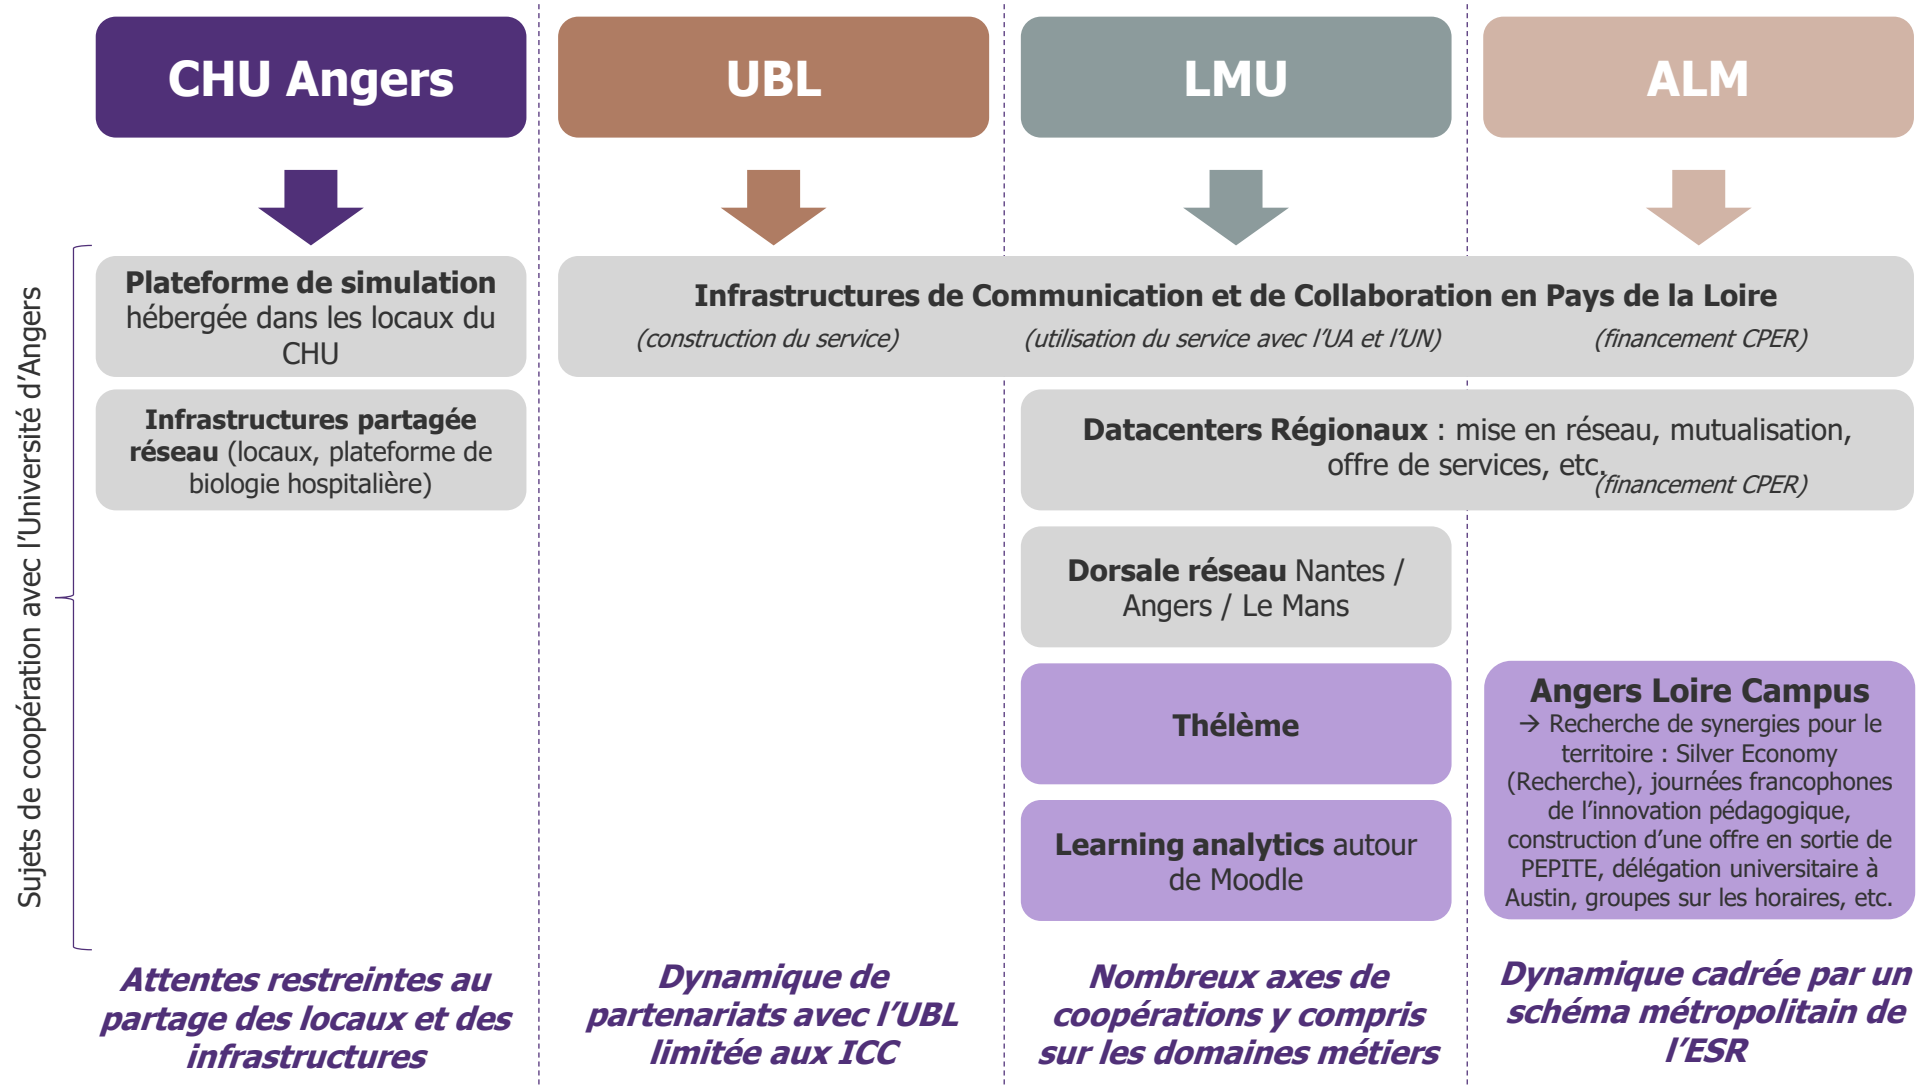 CHU Angers
UBL
LMU
ALM
Sujets de coopération avec l’Université d’Angers
Plateforme de simulation
hébergée dans les locaux du
CHU
Infrastructures partagée
réseau (locaux, plateforme de
biologie hospitalière)
Infrastructures de Communication et de Collaboration en Pays de la Loire
(construction du service)
(utilisation du service avec l’UA et l’UN)
(financement CPER)
Datacenters Régionaux : mise en réseau, mutualisation,
offre de services, etc.
(financement CPER)
Dorsale réseau Nantes /
Angers / Le Mans
Thélème
Learning analytics autour
de Moodle
Angers Loire Campus
→ Recherche de synergies pour le
territoire : Silver Economy
(Recherche), journées francophones
de l’innovation pédagogique,
construction d’une offre en sortie de
PEPITE, délégation universitaire à
Austin, groupes sur les horaires, etc.
Attentes restreintes au
partage des locaux et des
infrastructures
Dynamique de
partenariats avec l’UBL
limitée aux ICC
Nombreux axes de
coopérations y compris
sur les domaines métiers
Dynamique cadrée par un
schéma métropolitain de
l’ESR